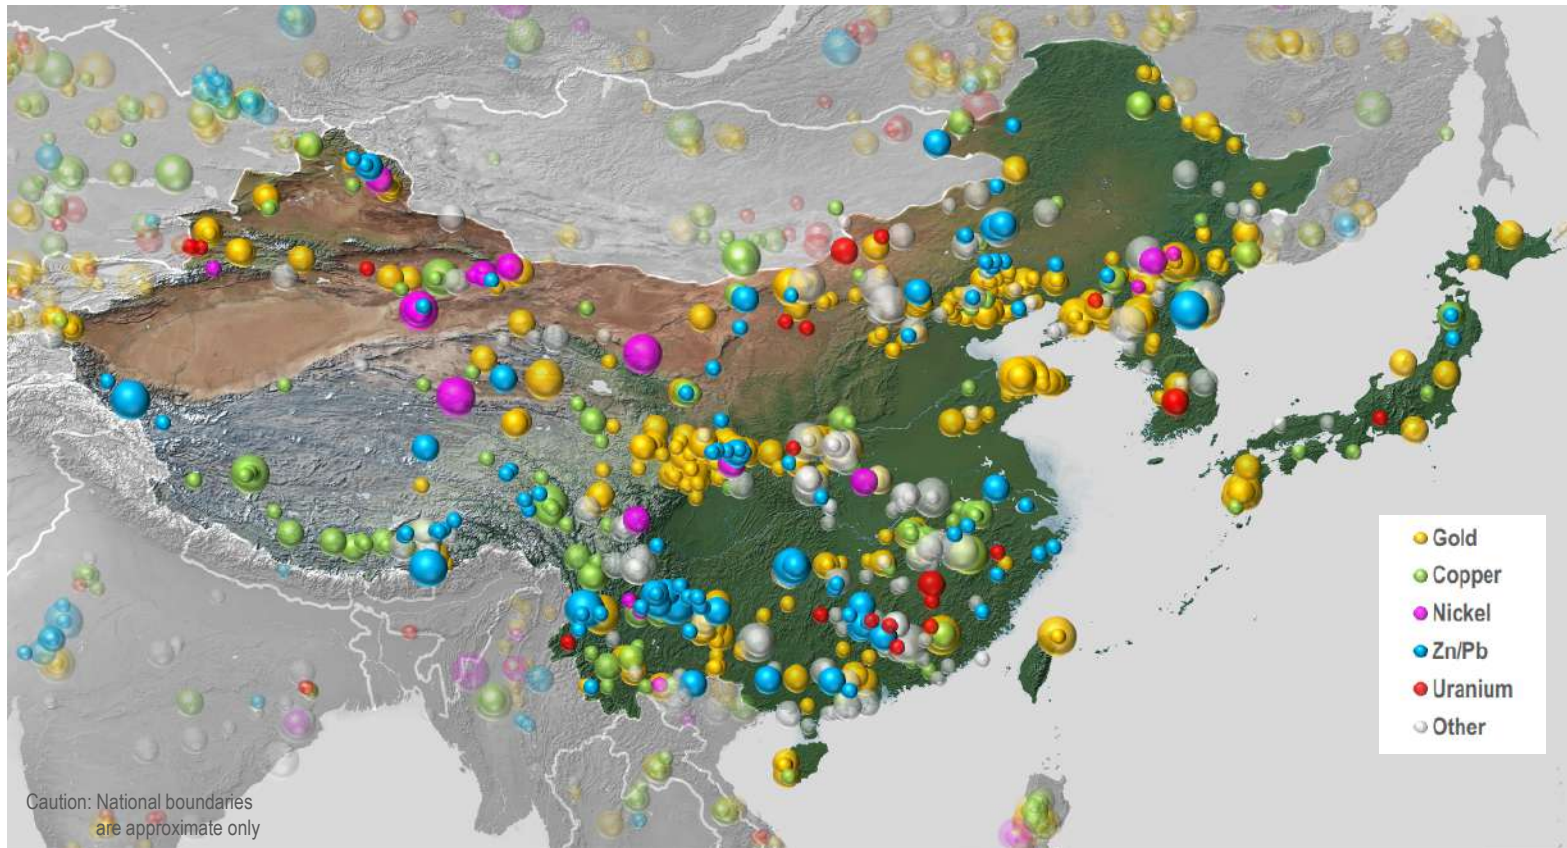 Gold
Copper
Nickel
Zn/Pb
Uranium
Other
Caution: National boundaries
are approximate only